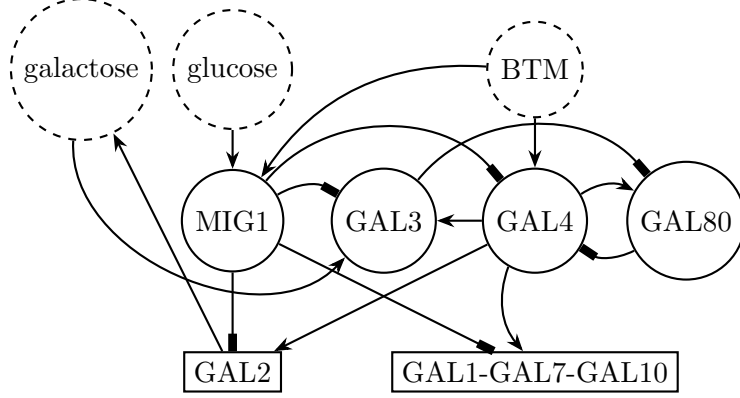 galactose
glucose
BTM
MIG1
GAL3
GAL4
GAL80
GAL2
GAL1-GAL7-GAL10